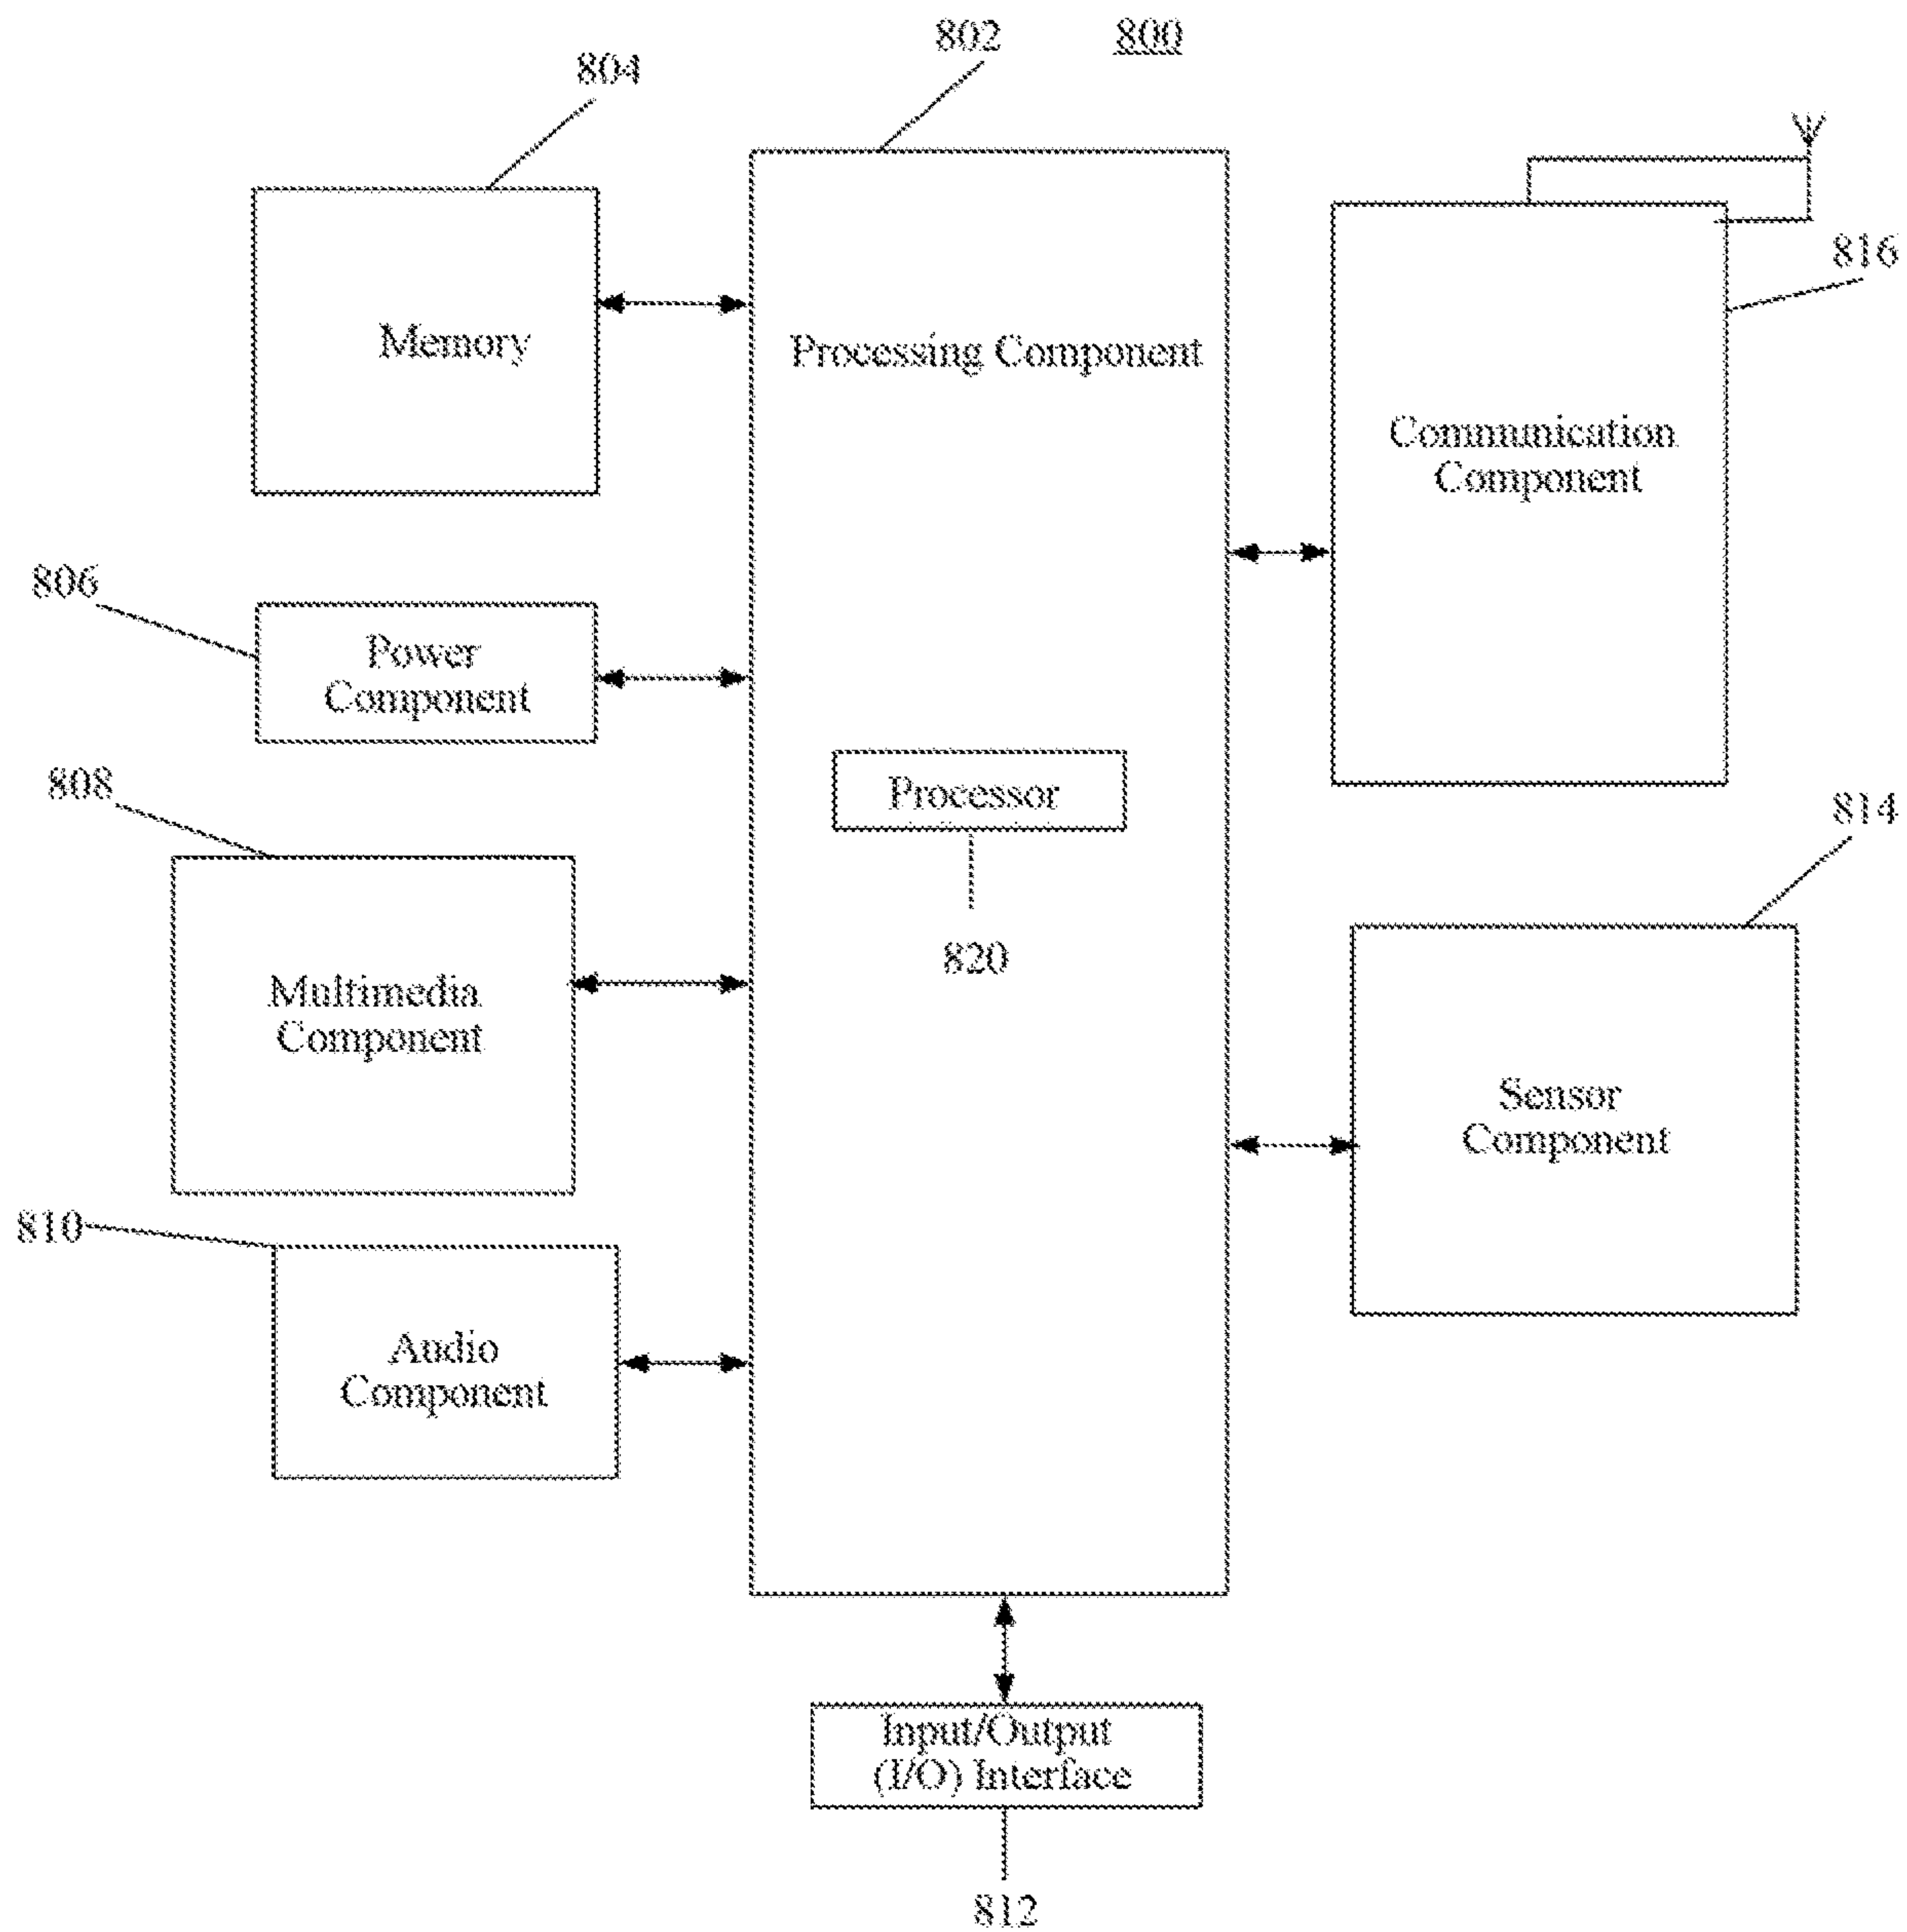 802
800
804
816
Memory
Processing Component
Communication
Component
806
Power
Component
808
Processor
814
820
Multimedia
Component
Sensor
Component
810
Audio
Component
Input/Output
(I/O) Interface
812